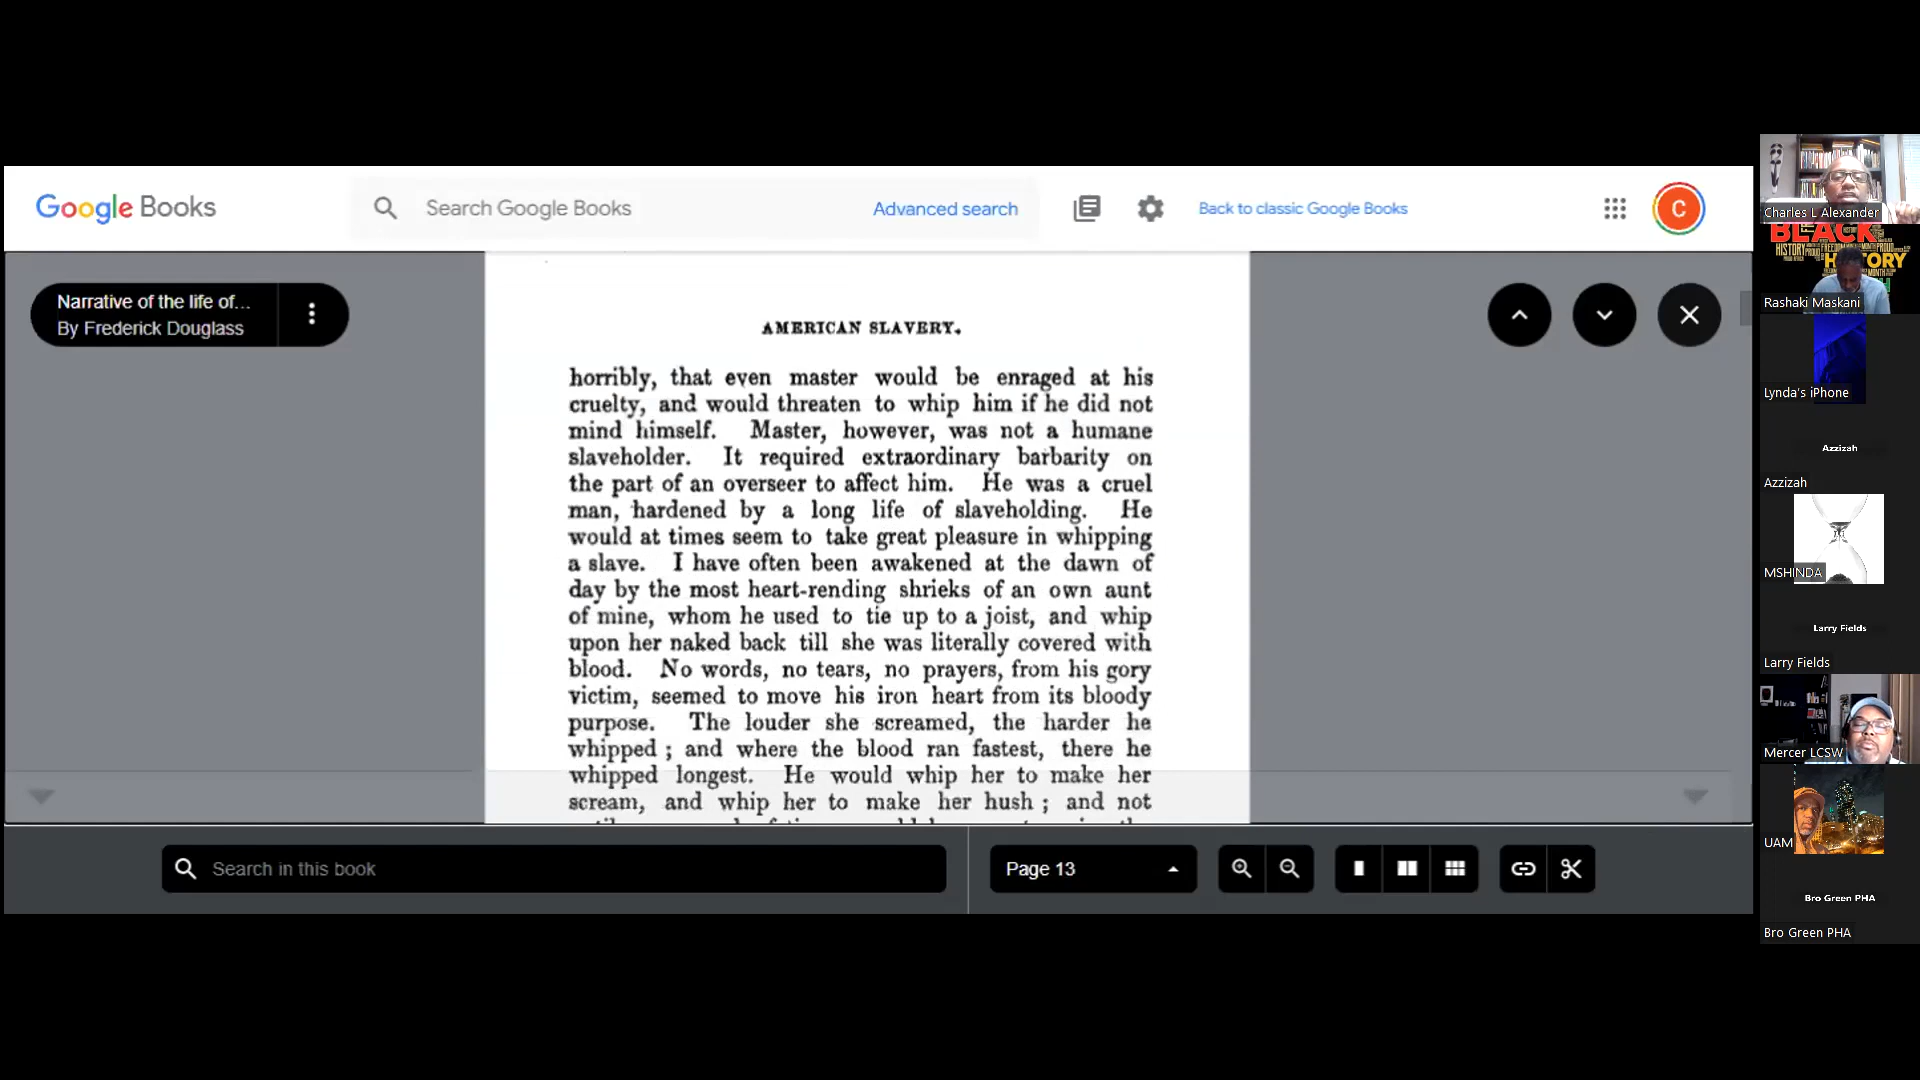 Google Books
Search Google Books
Advanced search
Back to classic Google Books
C
Narrative of the life of...
By Frederick Douglass
AMERICAN SLAVERY.
horribly, that even master would be enraged at his
cruelty, and would threaten to whip him if he did not
mind himself. Master, however, was not a humane
slaveholder. It required extraordinary barbarity on
the part of an overseer to affect him. He was a cruel
man, hardened by a long life of slaveholding. He
would at times seem to take great pleasure in whipping
a slave. I have often been awakened at the dawn of
day by the most heart-rending shrieks of an own aunt
of mine, whom he used to tie up to a joist, and whip
upon her naked back till she was literally covered with
blood. No words, no tears, no prayers, from his gory
victim, seemed to move his iron heart from its bloody
purpose. The louder she screamed, the harder he
whipped ; and where the blood ran fastest, there he
whipped longest. He would whip her to make her
scream, and whip her to make her hush ; and not
Search in this book
Page 13
Charles L Alexander
BLACK
HISTORY
HISTORY
Rashaki Maskani
Lynda's iPhone
Azzizah
Azzizah
MSHINDA
Larry Fields
Larry Fields
Mercer LCSW
UAM
Bro Green PHA
Bro Green PHA